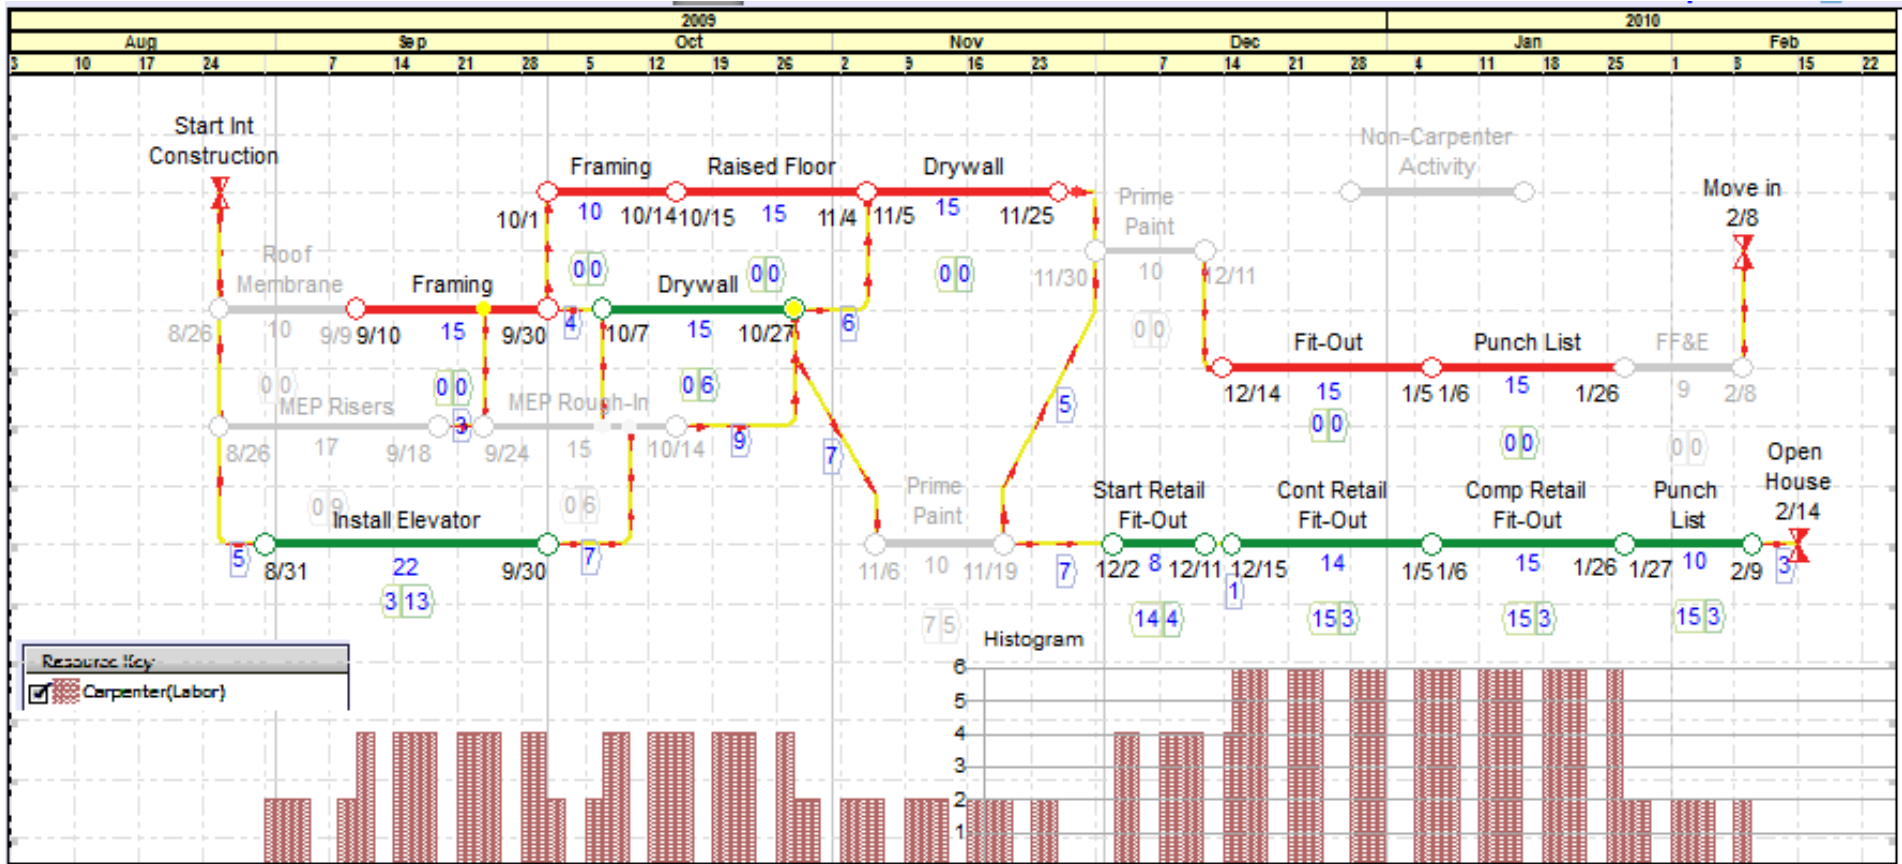 2009 2010
Aug Sep Oct Nov Dec Jan Feb
3 10 17 24 7 14 21 28 5 12 19 26 2 9 16 23 7 14 21 28 4 11 18 25 1 8 15 22
Start Int
Construction
Framing Raised Floor Drywall
10/1 10 10/14 10/15 15 11/4 11/5 15 11/25
0 0 0 0 0 0
Prime
Paint
11/30 10 12/11
0 0
Non-Carpenter
Activity
Move in
2/8
Roof
Membrane
8/26 10 9/9
0 0
Framing
9/10 15 9/30
0 0
4
Drywall
10/7 15 10/27
0 6
6
Fit-Out Punch List FF&E
12/14 15 1/5 1/6 15 1/26 9 2/8
0 0 0 0 0 0
MEP Risers
8/26 17 9/18
0 9
3
MEP Rough-In
9/24 15 10/14
0 6
9
7
5
Install Elevator
5 8/31 22 9/30 7
3 13
Prime
Paint
11/6 10 11/19
7 5
7
Start Retail
Fit-Out
12/2 8 12/11
14 4
1
Cont Retail
Fit-Out
12/15 14 1/5
15 3
Comp Retail
Fit-Out
1/6 15 1/26
15 3
Punch
List
1/27 10 2/9
15 3
3
Open
House
2/14
Resource Key
Carpenter(Labor)
Histogram
6
5
4
3
2
1